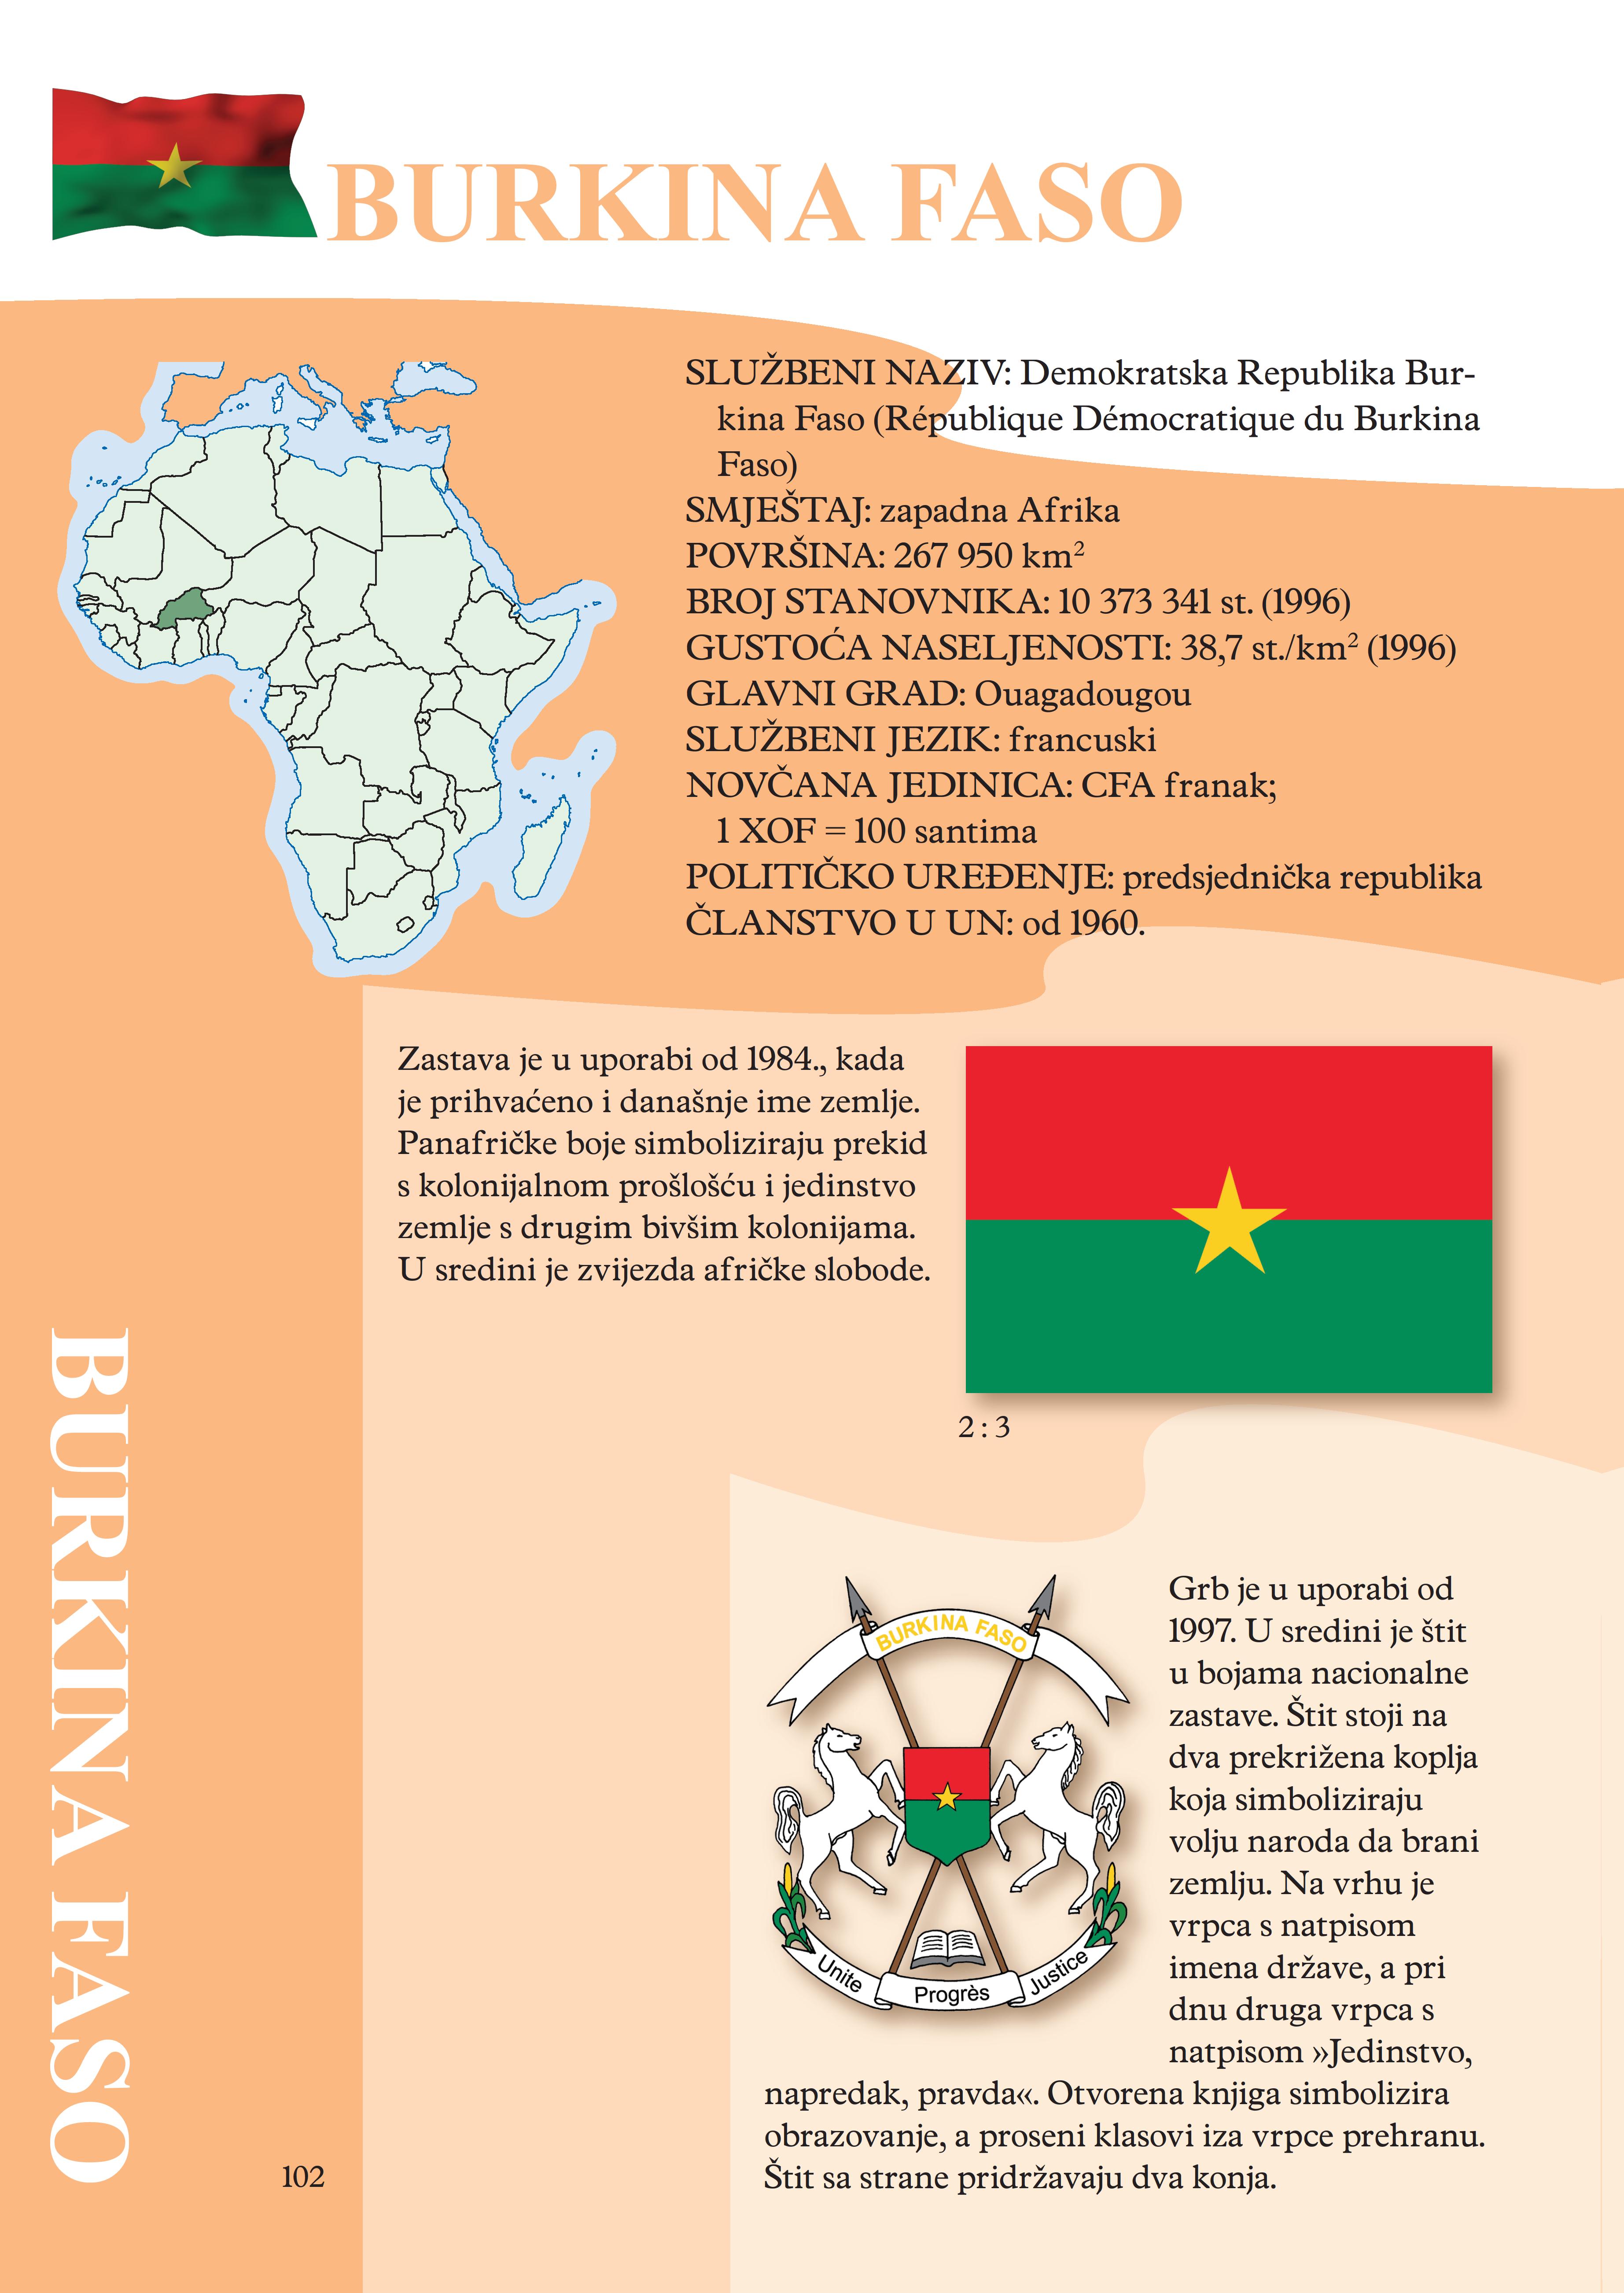 BURKINA FASO
SLUŽBENI NAZIV: Demokratska Republika Bur-
kina Faso (République Démocratique du Burkina
Faso)
SMJEŠTAJ: zapadna Afrika
POVRŠINA: 267 950 km²
BROJ STANOVNIKA: 10 373 341 st. (1996)
GUSTOĆA NASELJENOSTI: 38,7 st./km² (1996)
GLAVNI GRAD: Ouagadougou
SLUŽBENI JEZIK: francuski
NOVČANA JEDINICA: CFA franak;
1 XOF = 100 santima
POLITIČKO UREĐENJE: predsjednička republika
ČLANSTVO U UN: od 1960.
Zastava je u uporabi od 1984., kada
je prihvaćeno i današnje ime zemlje.
Panafričke boje simboliziraju prekid
s kolonijalnom prošlošću i jedinstvo
zemlje s drugim bivšim kolonijama.
U sredini je zvijezda afričke slobode.
2 : 3
BURKINA FASO
Unite
Progrès
Justice
Grb je u uporabi od
1997. U sredini je štit
u bojama nacionalne
zastave. Štit stoji na
dva prekrižena koplja
koja simboliziraju
volju naroda da brani
zemlju. Na vrhu je
vrpca s natpisom
imena države, a pri
dnu druga vrpca s
natpisom »Jedinstvo,
napredak, pravda«. Otvorena knjiga simbolizira
obrazovanje, a proseni klasovi iza vrpce prehranu.
Štit sa strane pridržavaju dva konja.
BURKINA FASO
102